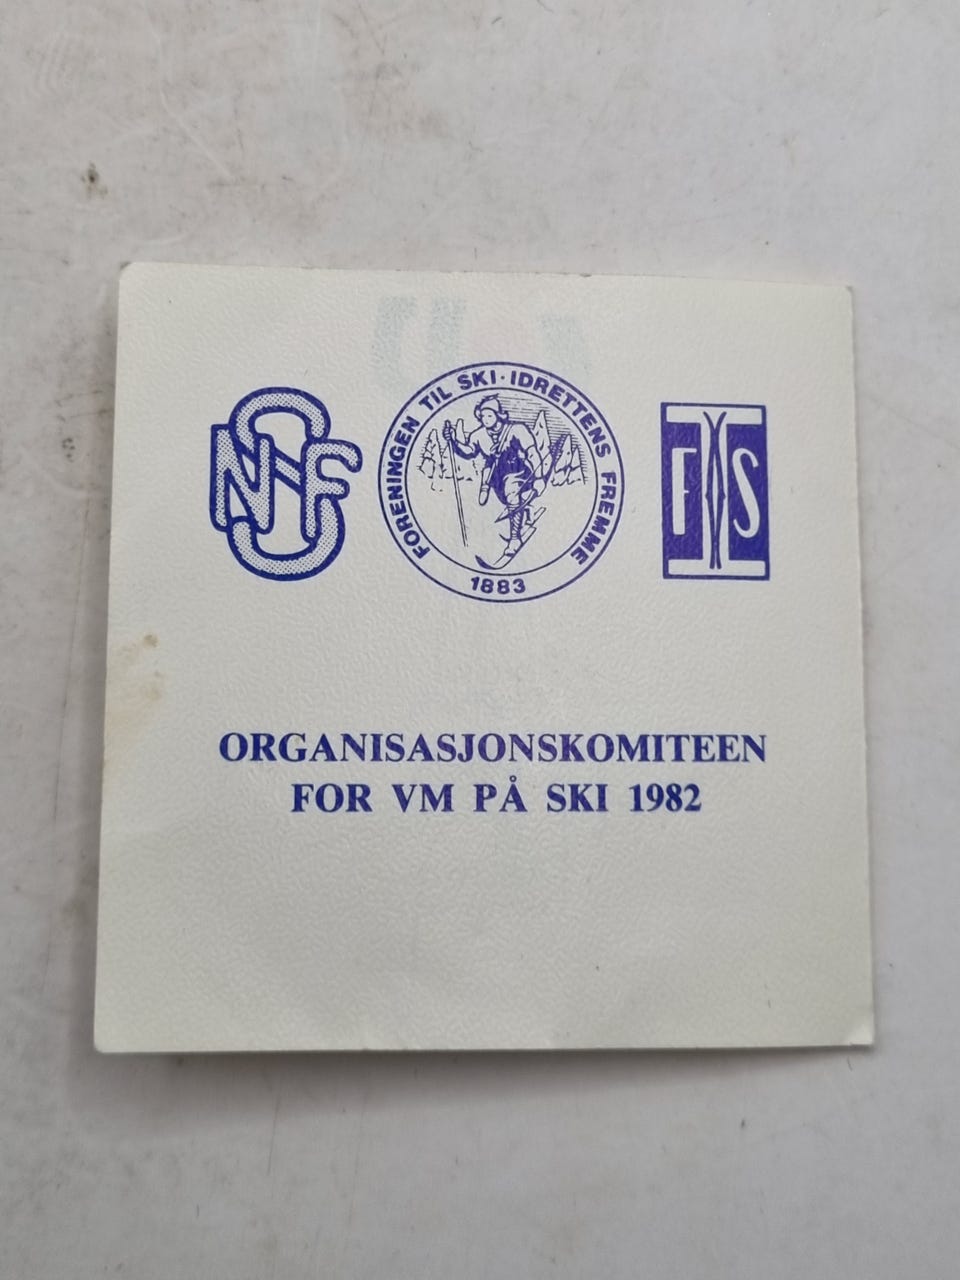 NSF
FORENINGEN TIL SKI-IDRETTENS FREMME
1883
FIS
ORGANISASJONSKOMITEEN
FOR VM PÅ SKI 1982